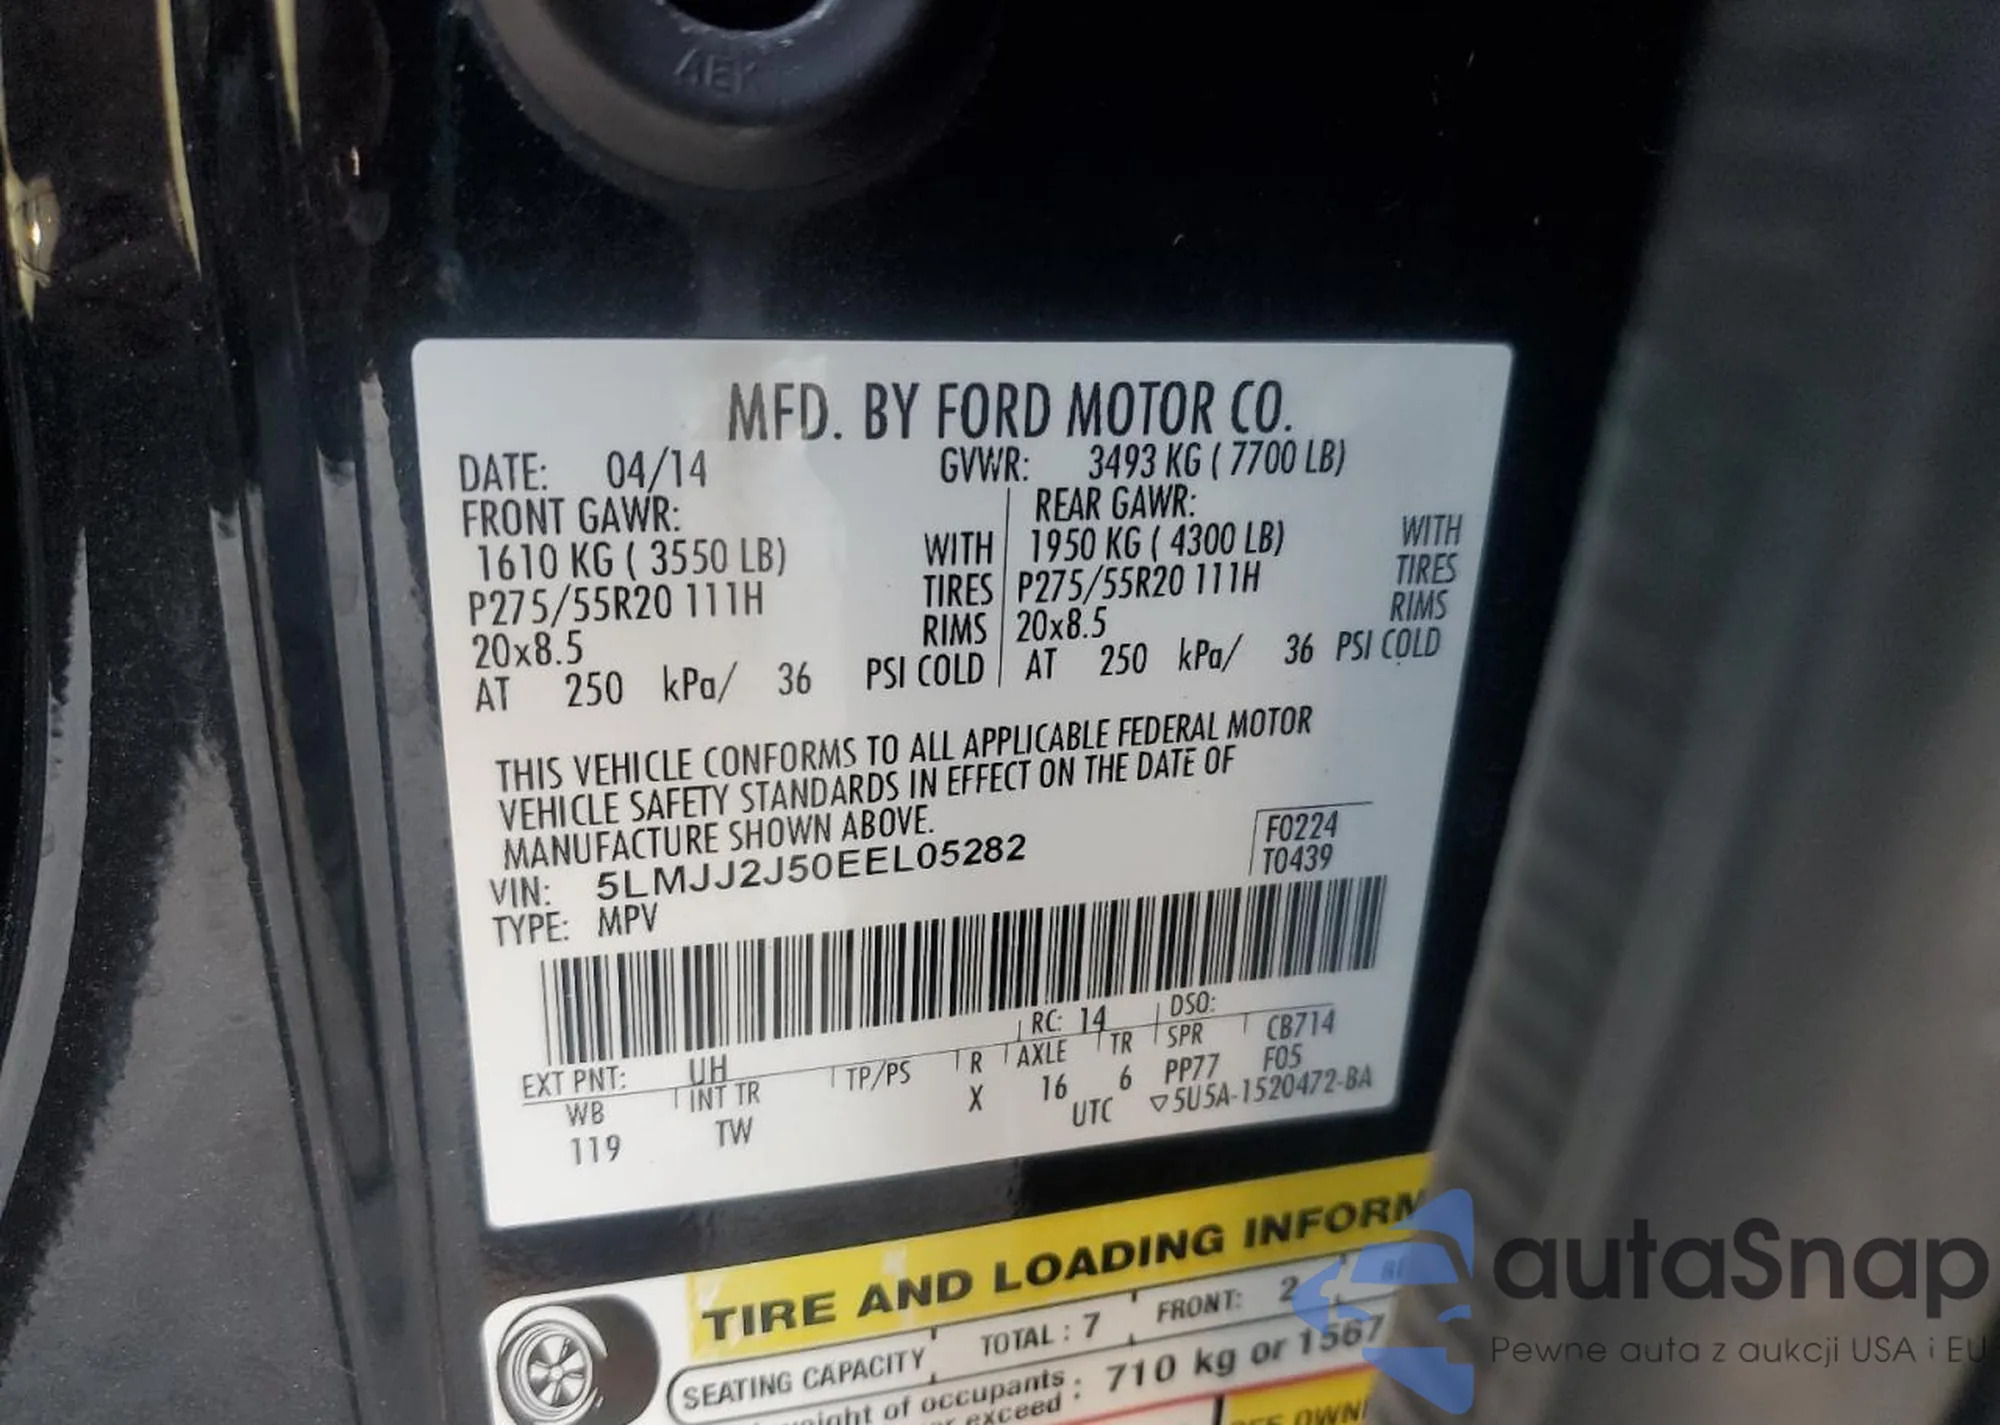 4EK
MFD. BY FORD MOTOR CO.
DATE: 04/14 GVWR: 3493 KG ( 7700 LB)
FRONT GAWR: REAR GAWR:
1610 KG ( 3550 LB) WITH 1950 KG ( 4300 LB) WITH
P275/55R20 111H TIRES P275/55R20 111H TIRES
20x8.5 RIMS 20x8.5 RIMS
AT 250 kPa/ 36 PSI COLD AT 250 kPa/ 36 PSI COLD
THIS VEHICLE CONFORMS TO ALL APPLICABLE FEDERAL MOTOR
VEHICLE SAFETY STANDARDS IN EFFECT ON THE DATE OF
MANUFACTURE SHOWN ABOVE.
VIN: 5LMJJ2J50EEL05282 F0224
TYPE: MPV T0439
EXT PNT: UH RC: 14 DSO:
WB INT TR TP/PS R AXLE TR SPR CB714
119 TW X 16 6 PP77 F05
UTC ▽5U5A-1520472-BA
TIRE AND LOADING INFORM
SEATING CAPACITY TOTAL : 7 FRONT: 2
of occupants : 710 kg or 1567
exceed
OWN
autaSnap
Pewne auta z aukcji USA i EU